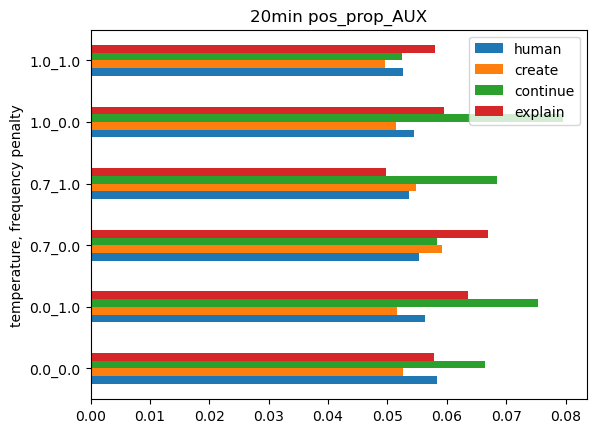 20min pos_prop_AUX
human
create
continue
explain
temperature, frequency penalty
1.0_1.0
1.0_0.0
0.7_1.0
0.7_0.0
0.0_1.0
0.0_0.0
0.00 0.01 0.02 0.03 0.04 0.05 0.06 0.07 0.08